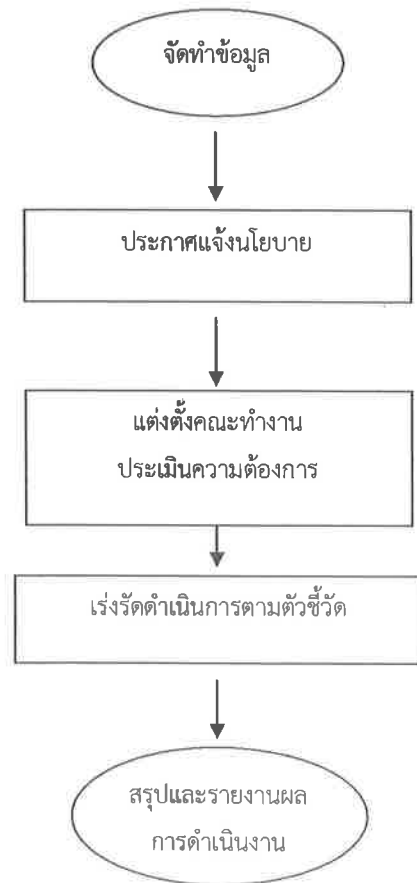 จัดทำข้อมูล
ประกาศแจ้งนโยบาย
แต่งตั้งคณะทำงาน
ประเมินความต้องการ
เร่งรัดดำเนินการตามตัวชี้วัด
สรุปและรายงานผล
การดำเนินงาน